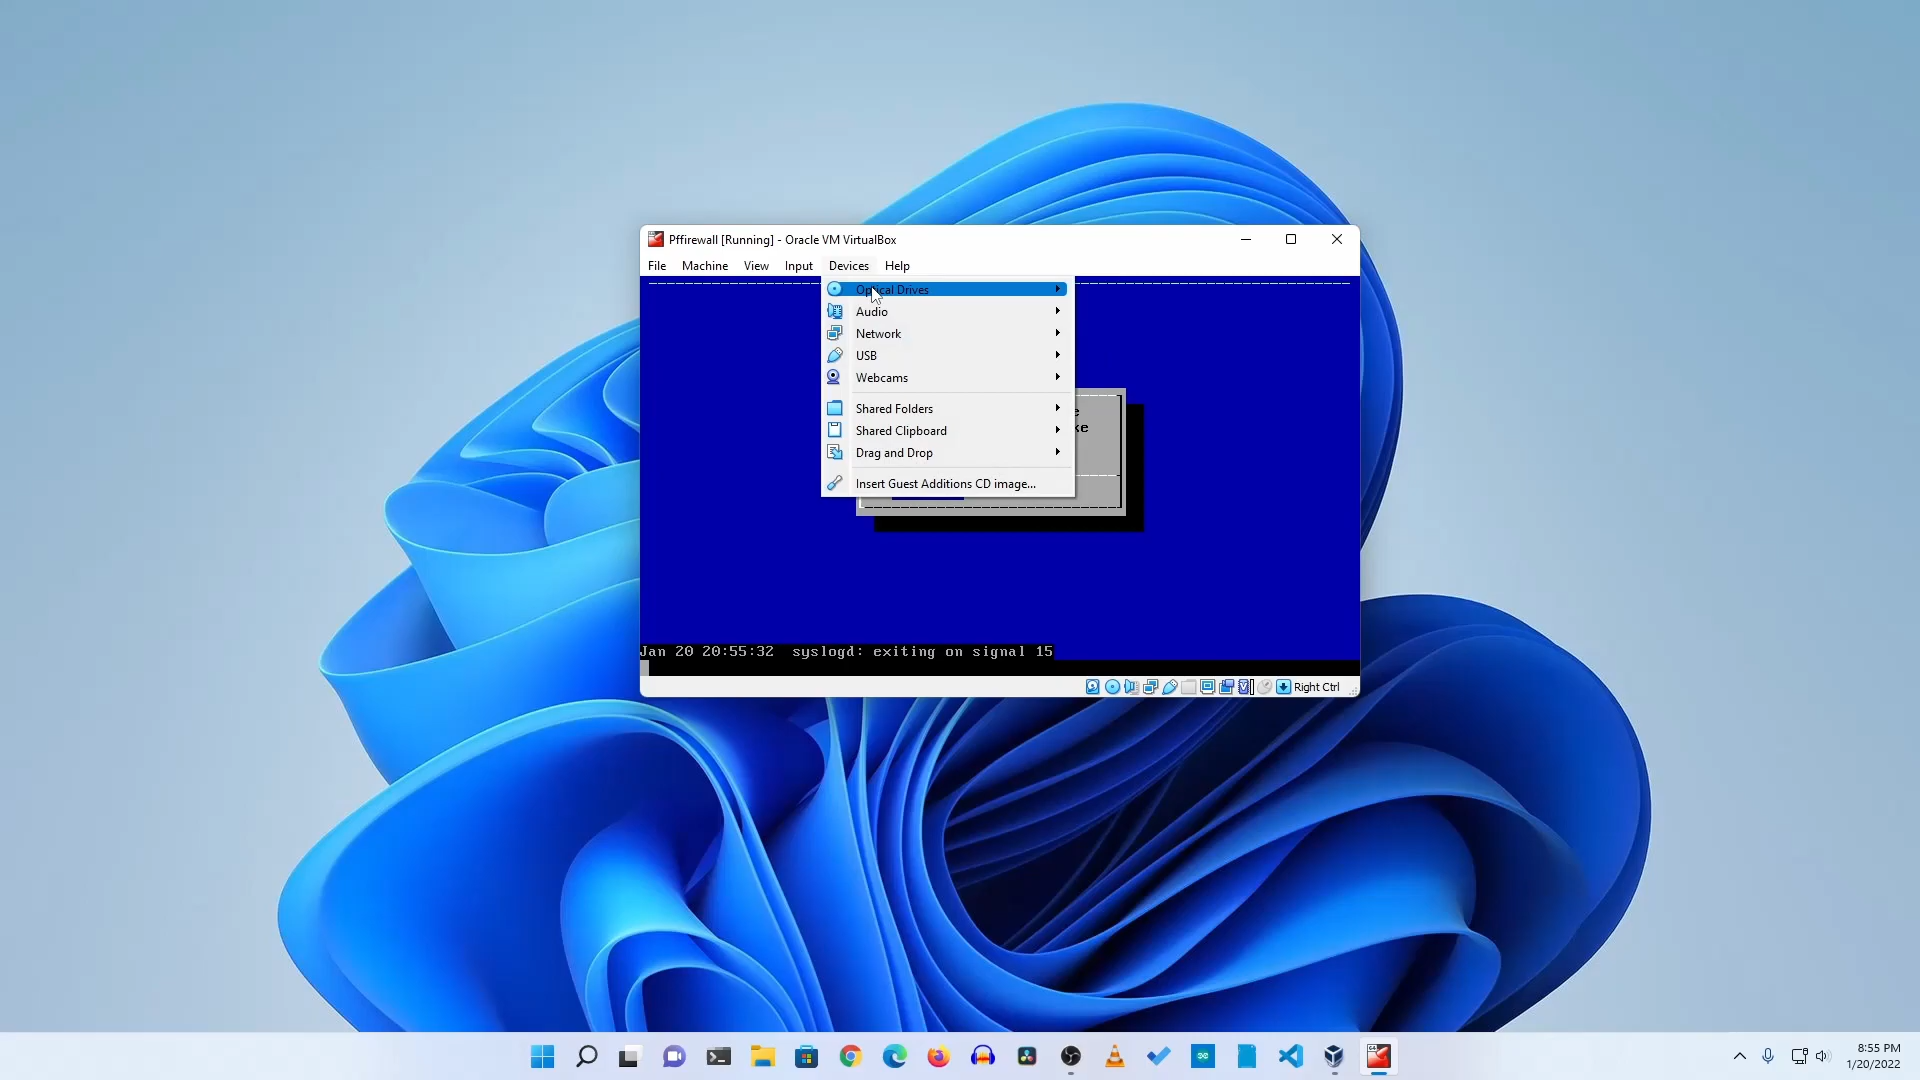 Pffirewall [Running] - Oracle VM VirtualBox
File Machine View Input Devices Help
Optical Drives
Audio
Network
USB
Webcams
Shared Folders
Shared Clipboard
Drag and Drop
Insert Guest Additions CD image...
Jan 20 20:55:32 syslogd: exiting on signal 15
Right Ctrl
8:55 PM
1/20/2022